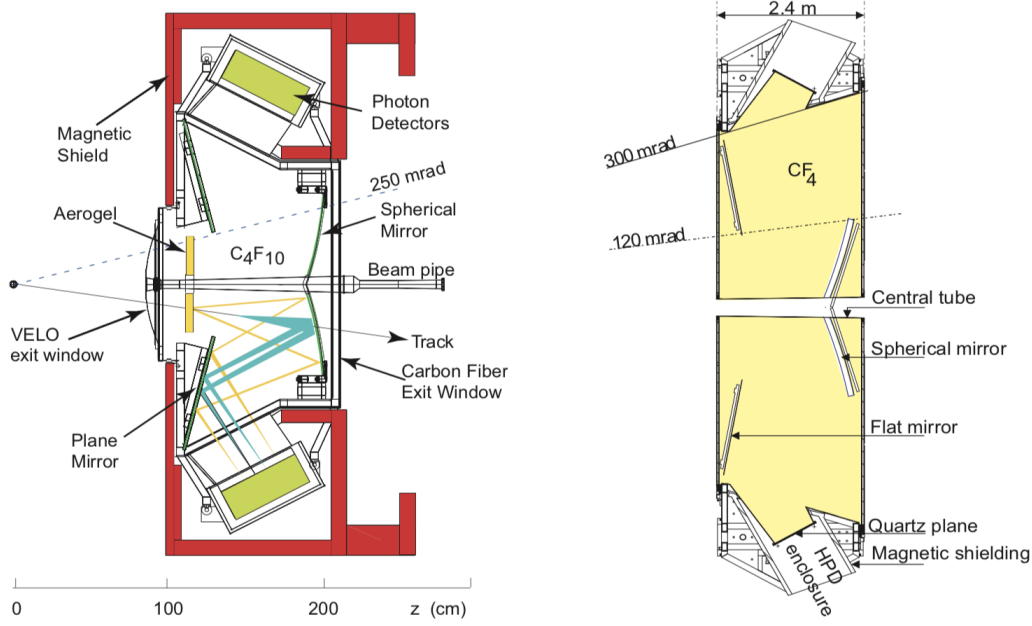 Magnetic
Shield
Photon
Detectors
250 mrad
Aerogel
Spherical
Mirror
C4F10
Beam pipe
VELO
exit window
Track
Carbon Fiber
Exit Window
Plane
Mirror
0
100
200
z (cm)
2.4 m
300 mrad
CF4
120 mrad
Central tube
Spherical mirror
Flat mirror
Quartz plane
Magnetic shielding
HPD
enclosure